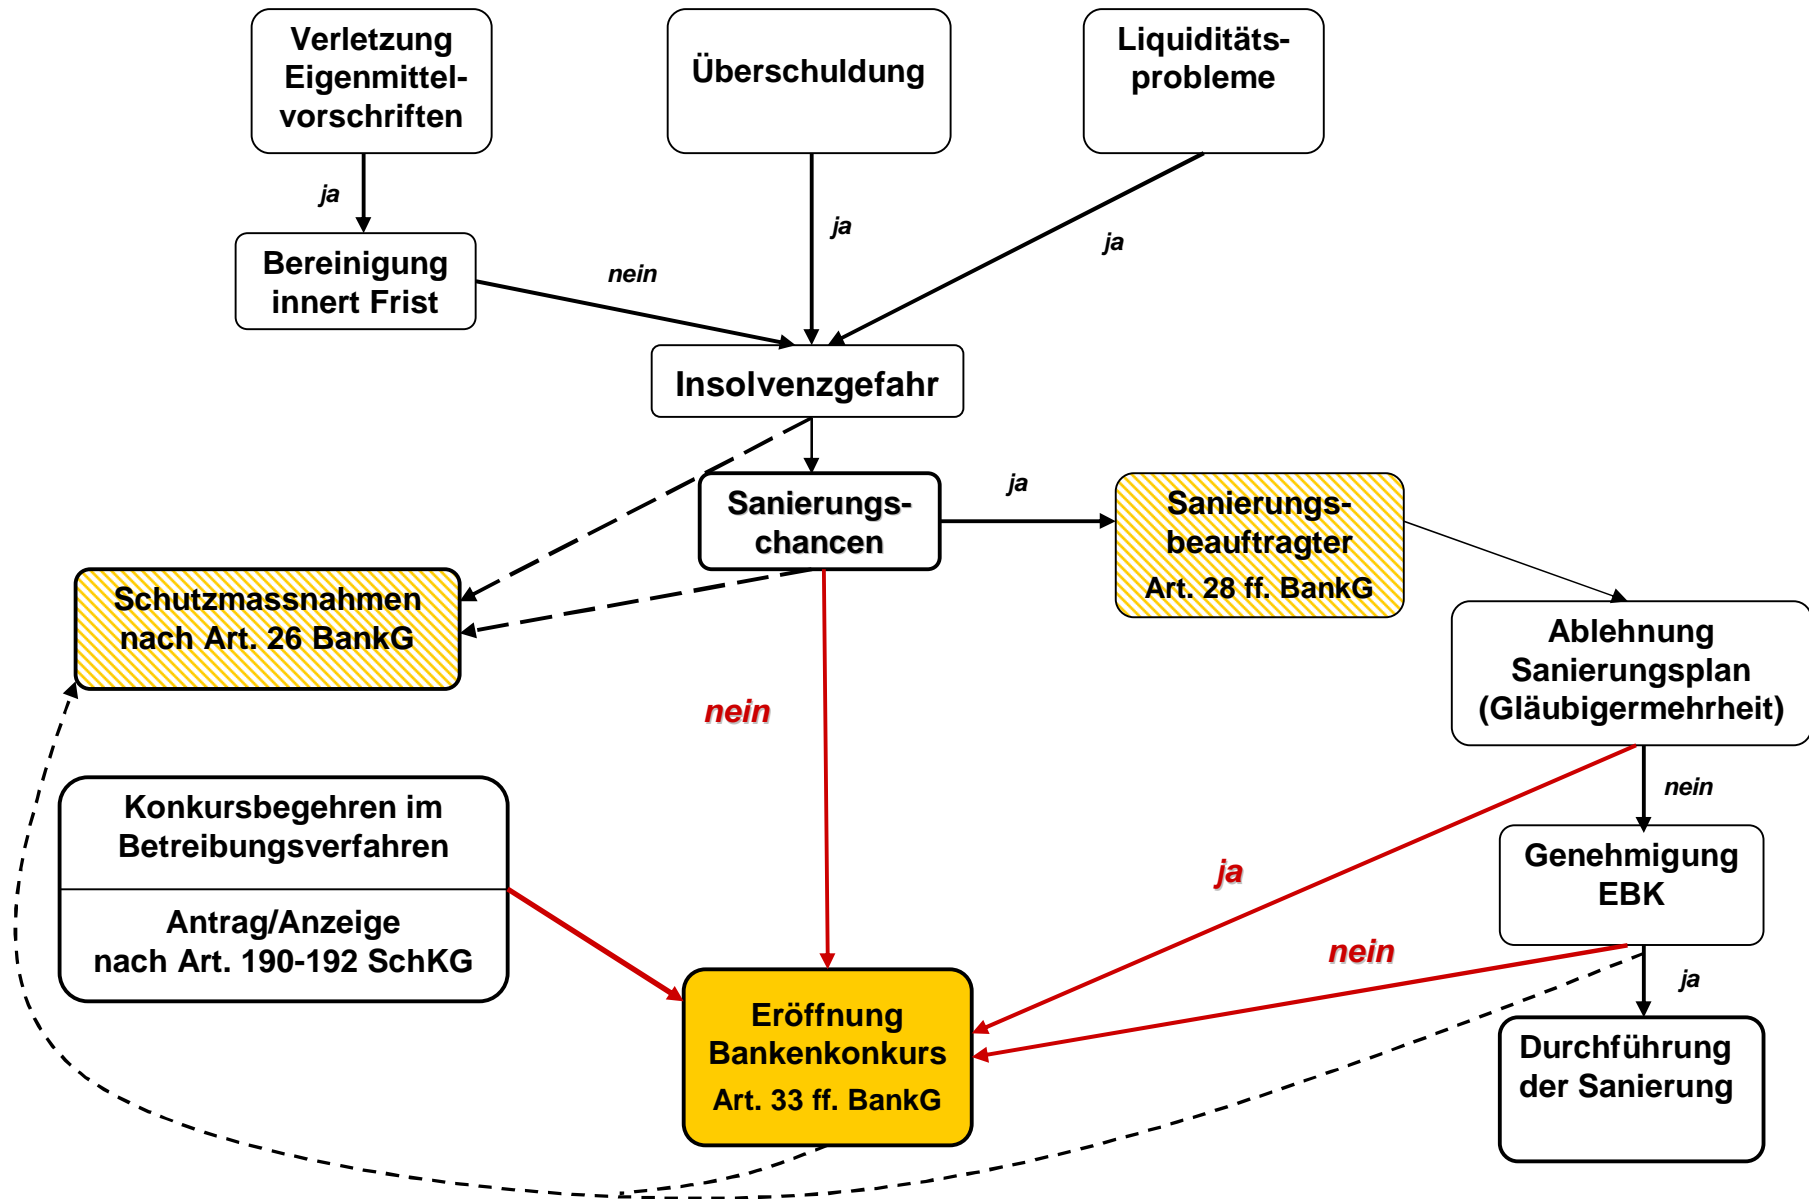 Verletzung
Eigenmittel-
vorschriften
Überschuldung
Liquiditäts-
probleme
ja
ja
ja
Bereinigung
innert Frist
nein
Insolvenzgefahr
Sanierungs-
chancen
ja
Sanierungs-
beauftragter
Art. 28 ff. BankG
Schutzmassnahmen
nach Art. 26 BankG
Ablehnung
Sanierungsplan
(Gläubigermehrheit)
nein
nein
Konkursbegehren im
Betreibungsverfahren
Antrag/Anzeige
nach Art. 190-192 SchKG
ja
Genehmigung
EBK
nein
ja
Eröffnung
Bankenkonkurs
Art. 33 ff. BankG
Durchführung
der Sanierung